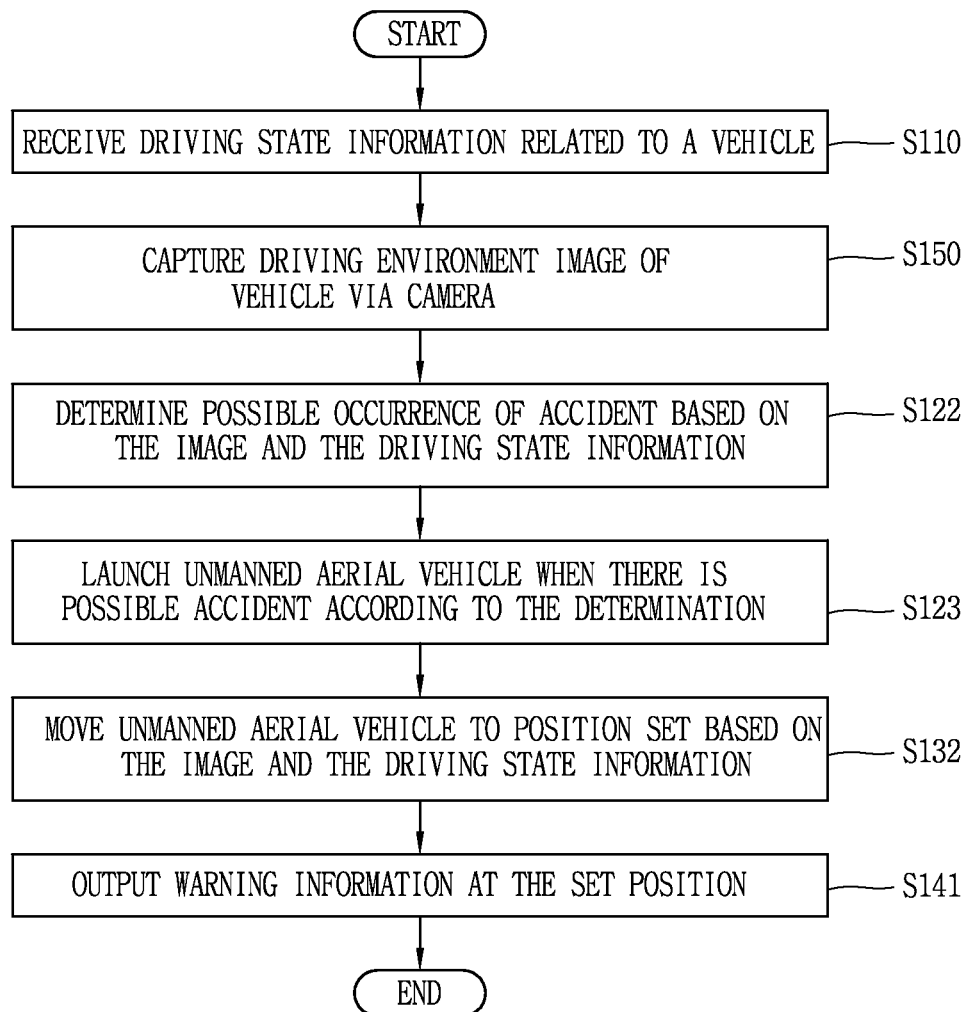 START
RECEIVE DRIVING STATE INFORMATION RELATED TO A VEHICLE
S110
CAPTURE DRIVING ENVIRONMENT IMAGE OF
VEHICLE VIA CAMERA
S150
DETERMINE POSSIBLE OCCURRENCE OF ACCIDENT BASED ON
THE IMAGE AND THE DRIVING STATE INFORMATION
S122
LAUNCH UNMANNED AERIAL VEHICLE WHEN THERE IS
POSSIBLE ACCIDENT ACCORDING TO THE DETERMINATION
S123
MOVE UNMANNED AERIAL VEHICLE TO POSITION SET BASED ON
THE IMAGE AND THE DRIVING STATE INFORMATION
S132
OUTPUT WARNING INFORMATION AT THE SET POSITION
S141
END